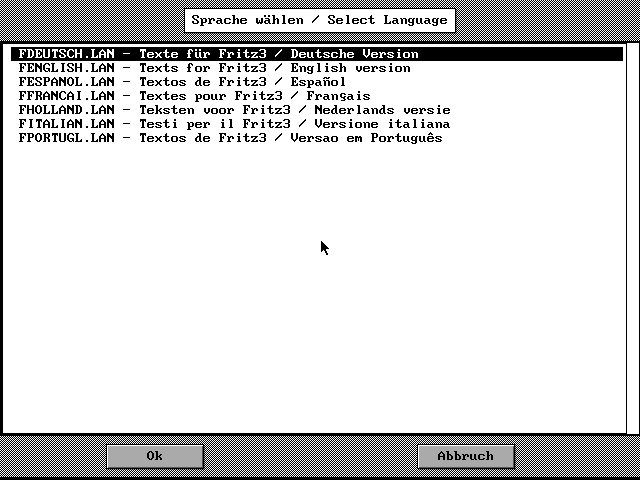 Sprache wählen / Select Language
FDEUTSCH.LAN - Texte für Fritz3 / Deutsche Version
FENGLISH.LAN - Texts for Fritz3 / English version
FESPANOL.LAN - Textos de Fritz3 / Español
FFRANCAI.LAN - Textes pour Fritz3 / Français
FHOLLAND.LAN - Teksten voor Fritz3 / Nederlands versie
FITALIAN.LAN - Testi per il Fritz3 / Versione italiana
FPORTUGL.LAN - Textos de Fritz3 / Versao em Português
Ok
Abbruch